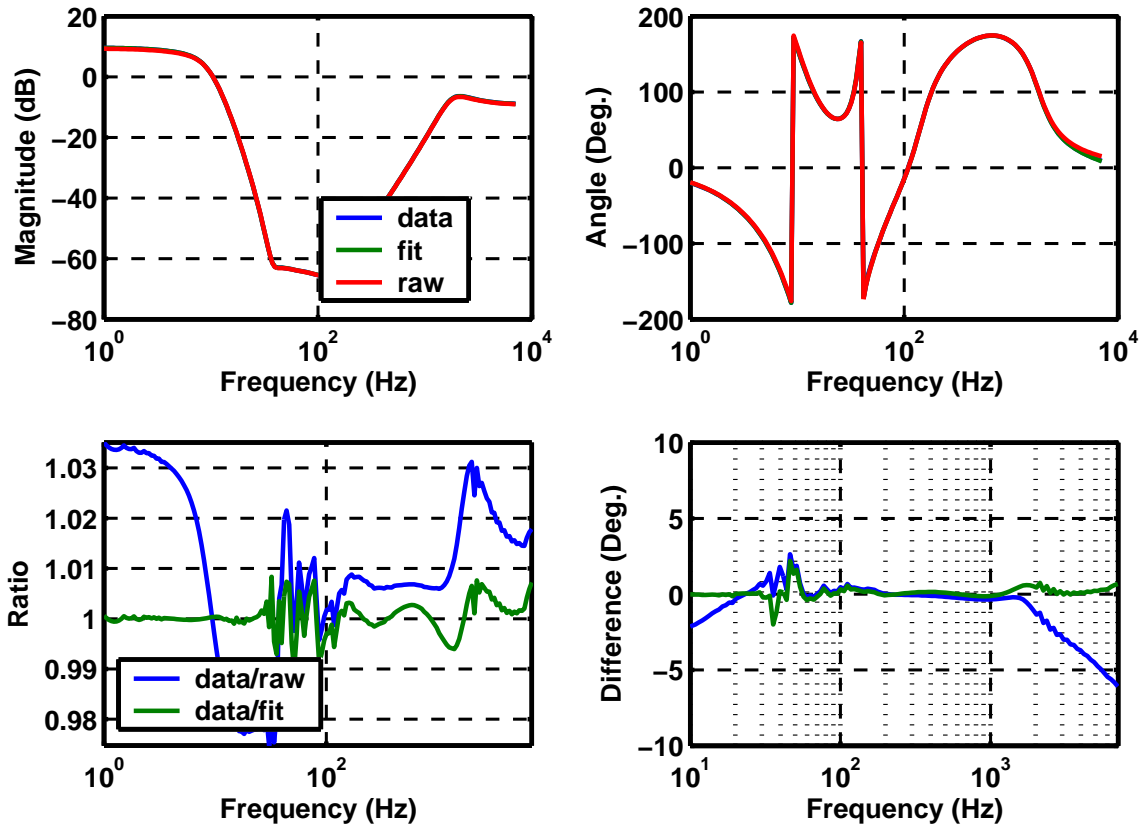 20
0
−20
−40
−60
−80
Magnitude (dB)
data
fit
raw
10^0
10^2
10^4
Frequency (Hz)
200
100
0
−100
−200
Angle (Deg.)
10^0
10^2
10^4
Frequency (Hz)
1.03
1.02
1.01
1
0.99
0.98
Ratio
data/raw
data/fit
10^0
10^2
Frequency (Hz)
10
5
0
−5
−10
Difference (Deg.)
10^1
10^2
10^3
Frequency (Hz)